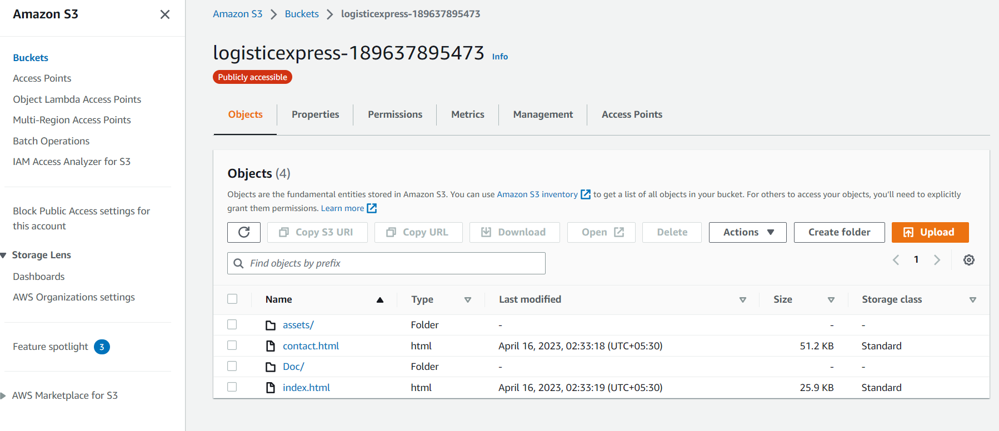 Amazon S3
Buckets
Access Points
Object Lambda Access Points
Multi-Region Access Points
Batch Operations
IAM Access Analyzer for S3
Block Public Access settings for
this account
Storage Lens
Dashboards
AWS Organizations settings
Feature spotlight 3
AWS Marketplace for S3
Amazon S3 Buckets logisticexpress-189637895473
logisticexpress-189637895473 Info
Publicly accessible
Objects Properties Permissions Metrics Management Access Points
Objects (4)
Objects are the fundamental entities stored in Amazon S3. You can use Amazon S3 inventory to get a list of all objects in your bucket. For others to access your objects, you'll need to explicitly
grant them permissions. Learn more
Copy S3 URI Copy URL Download Open Delete Actions Create folder Upload
Find objects by prefix 1
Name Type Last modified Size Storage class
assets/ Folder - - -
contact.html html April 16, 2023, 02:33:18 (UTC+05:30) 51.2 KB Standard
Doc/ Folder - - -
index.html html April 16, 2023, 02:33:19 (UTC+05:30) 25.9 KB Standard